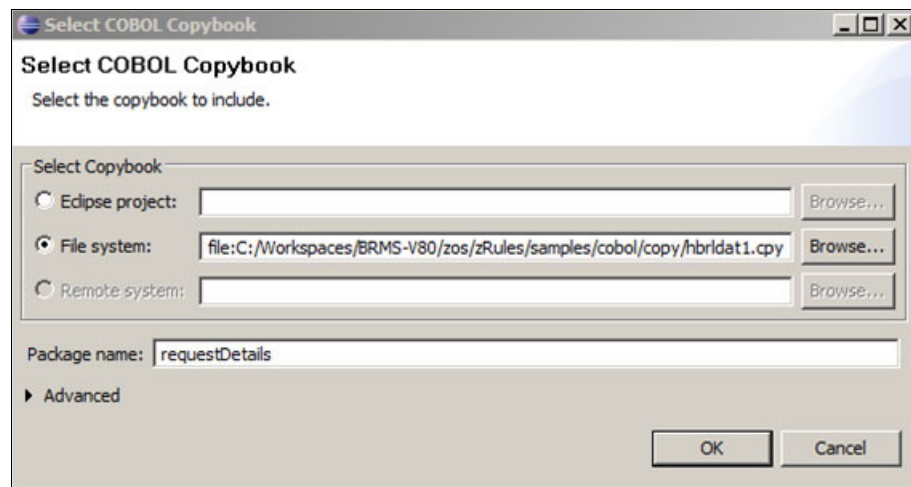 Select COBOL Copybook
Select COBOL Copybook
Select the copybook to include.
Select Copybook
Eclipse project: Browse...
File system: file:C:/Workspaces/BRMS-V80/zos/zRules/samples/cobol/copy/hbrldat1.cpy Browse...
Remote system: Browse...
Package name: requestDetails
Advanced
OK Cancel